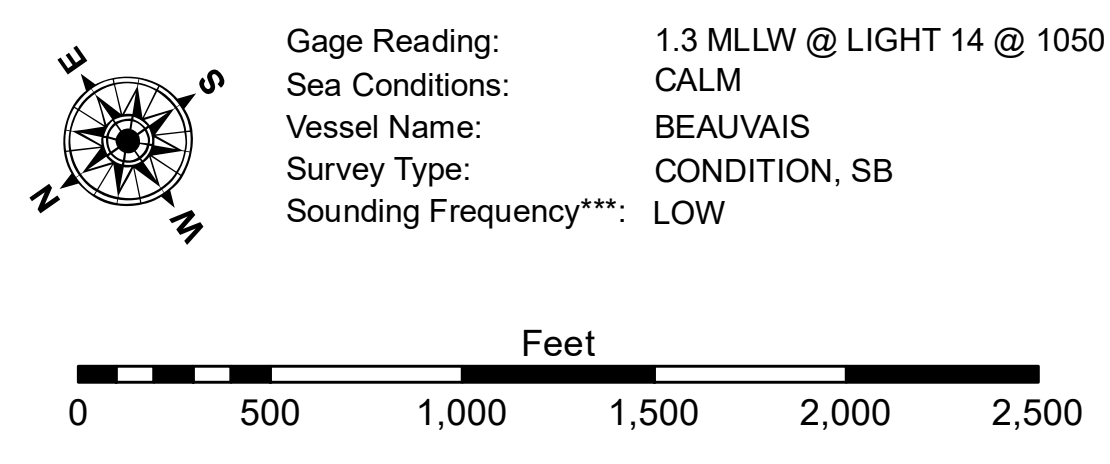 E
S
N
W
Gage Reading: 1.3 MLLW @ LIGHT 14 @ 1050
Sea Conditions: CALM
Vessel Name: BEAUVAIS
Survey Type: CONDITION, SB
Sounding Frequency***: LOW
Feet
0 500 1,000 1,500 2,000 2,500